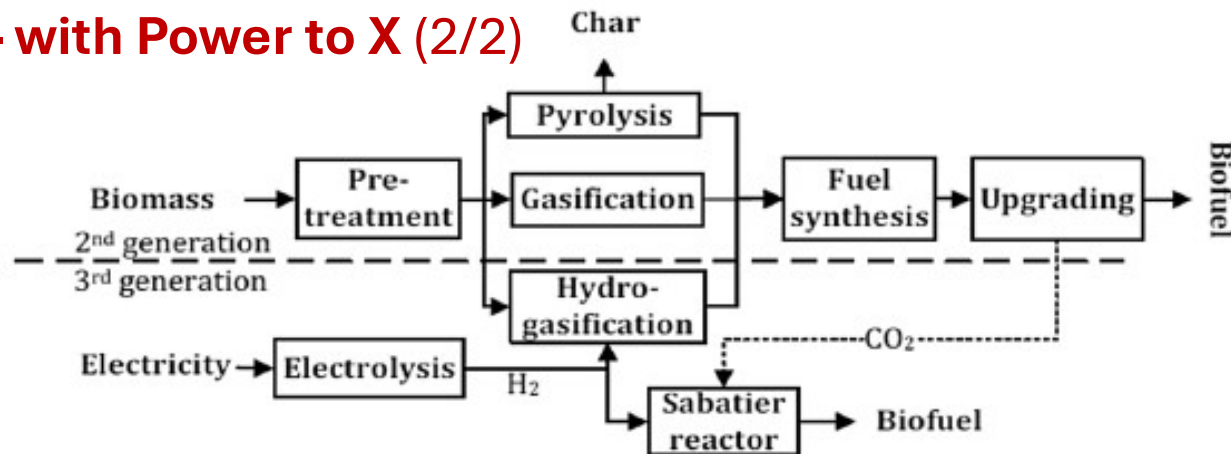 - with Power to X (2/2)
Char
Pyrolysis
Biomass
Pre-
treatment
Gasification
Fuel
synthesis
Upgrading
Biofuel
2nd generation
3rd generation
Hydro-
gasification
Electricity
Electrolysis
H2
CO2
Sabatier
reactor
Biofuel